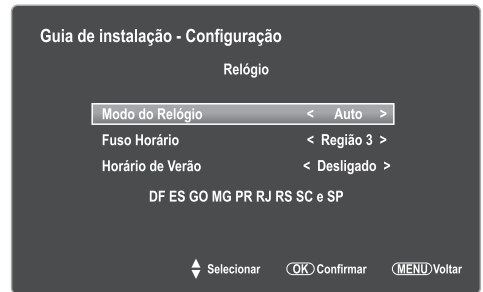 Guia de instalação - Configuração
Relógio
Modo do Relógio < Auto >
Fuso Horário < Região 3 >
Horário de Verão < Desligado >
DF ES GO MG PR RJ RS SC e SP
Selecionar OK Confirmar MENU Voltar